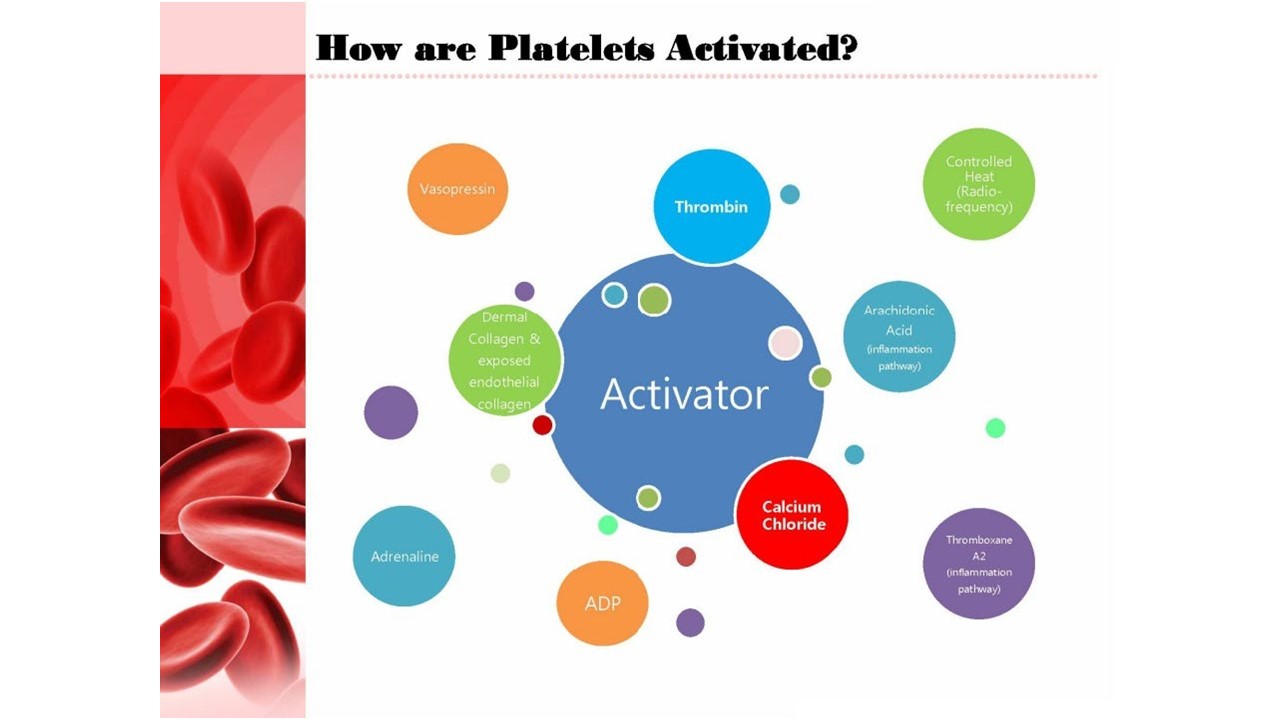 How are Platelets Activated?
Vasopressin
Thrombin
Controlled
Heat
(Radio-
frequency)
Dermal
Collagen &
exposed
endothelial
collagen
Activator
Arachidonic
Acid
(inflammation
pathway)
Calcium
Chloride
Adrenaline
ADP
Thromboxane
A2
(inflammation
pathway)